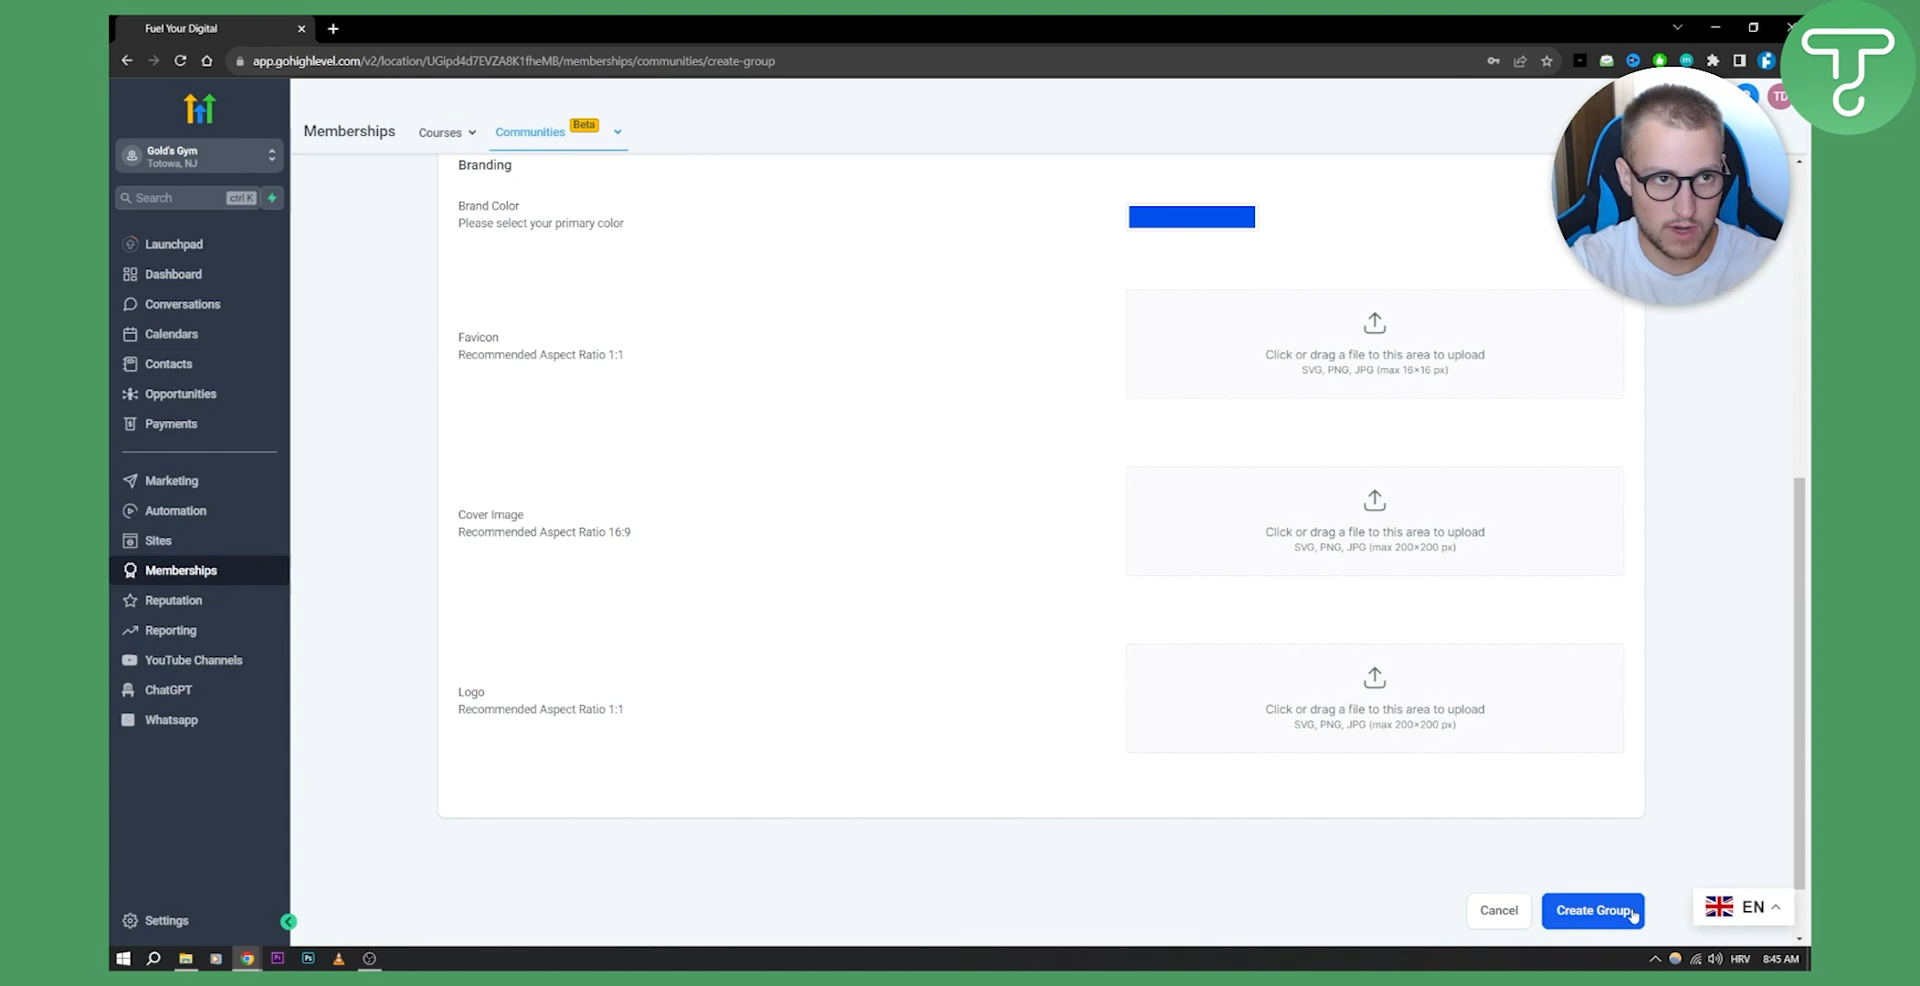 Fuel Your Digital
app.gohighlevel.com/v2/location/UGipd4d7EVZA8K1fheMB/memberships/communities/create-group
TD
Gold's Gym
Totowa, NJ
Search
ctrl K
Launchpad
Dashboard
Conversations
Calendars
Contacts
Opportunities
Payments
Marketing
Automation
Sites
Memberships
Reputation
Reporting
YouTube Channels
ChatGPT
Whatsapp
Settings
Memberships
Courses
Communities
Beta
Branding
Brand Color
Please select your primary color
Favicon
Recommended Aspect Ratio 1:1
Click or drag a file to this area to upload
SVG, PNG, JPG (max 16×16 px)
Cover Image
Recommended Aspect Ratio 16:9
Click or drag a file to this area to upload
SVG, PNG, JPG (max 200×200 px)
Logo
Recommended Aspect Ratio 1:1
Click or drag a file to this area to upload
SVG, PNG, JPG (max 200×200 px)
Cancel
Create Group
EN
Pr
Ps
HRV
8:45 AM